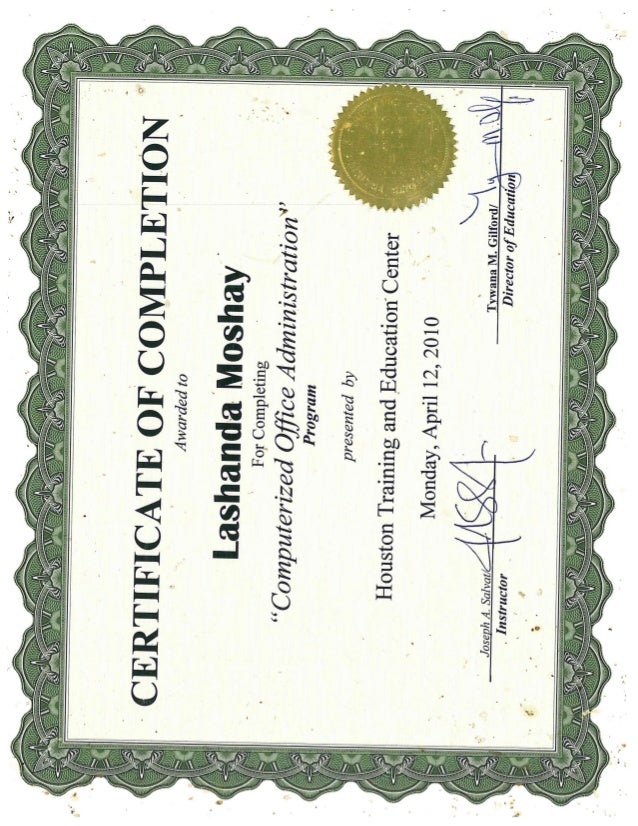 CERTIFICATE OF COMPLETION
Awarded to
Lashanda Moshay
For Completing
"Computerized Office Administration"
Program
presented by
Houston Training and Education Center
Monday, April 12, 2010
Joseph A. Salvati
Instructor
Tywana M. Gilford/
Director of Education